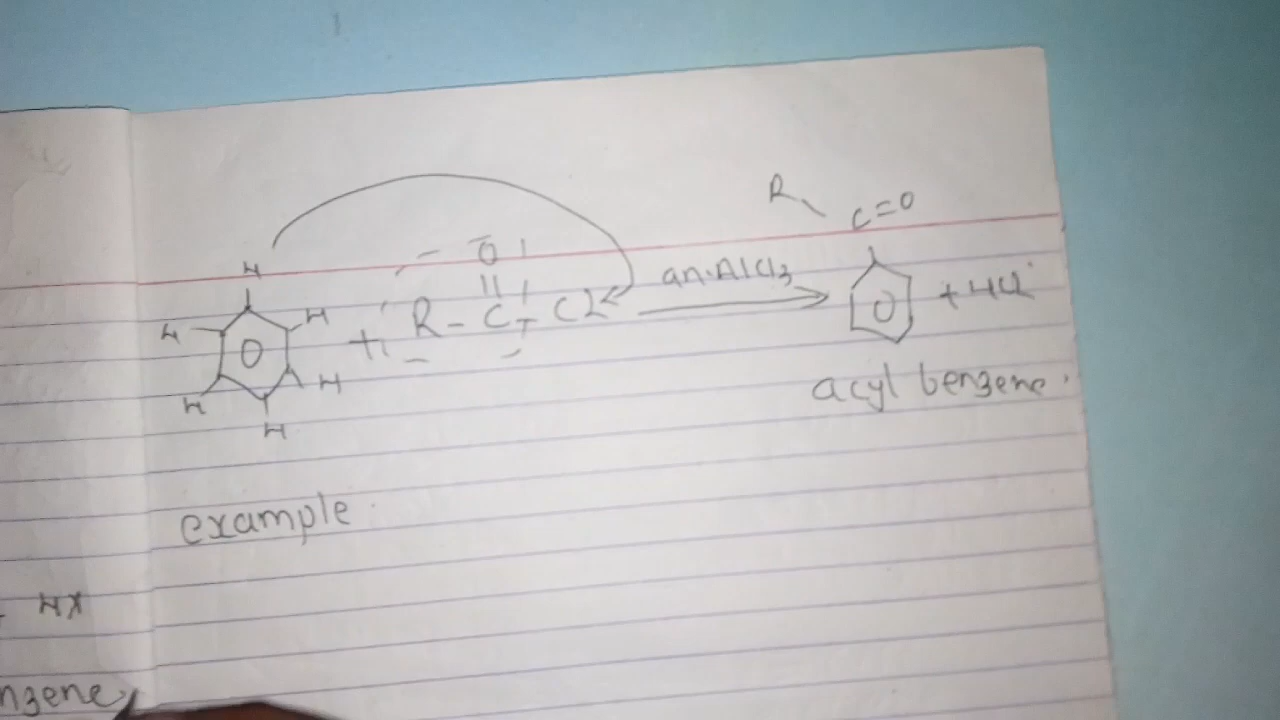 R
C=O
O
H
H
H
R - C - Cl
an.AlCl3
O
+ HCl
O
+
H
H
H
acyl benzene.
example
HX
nzene